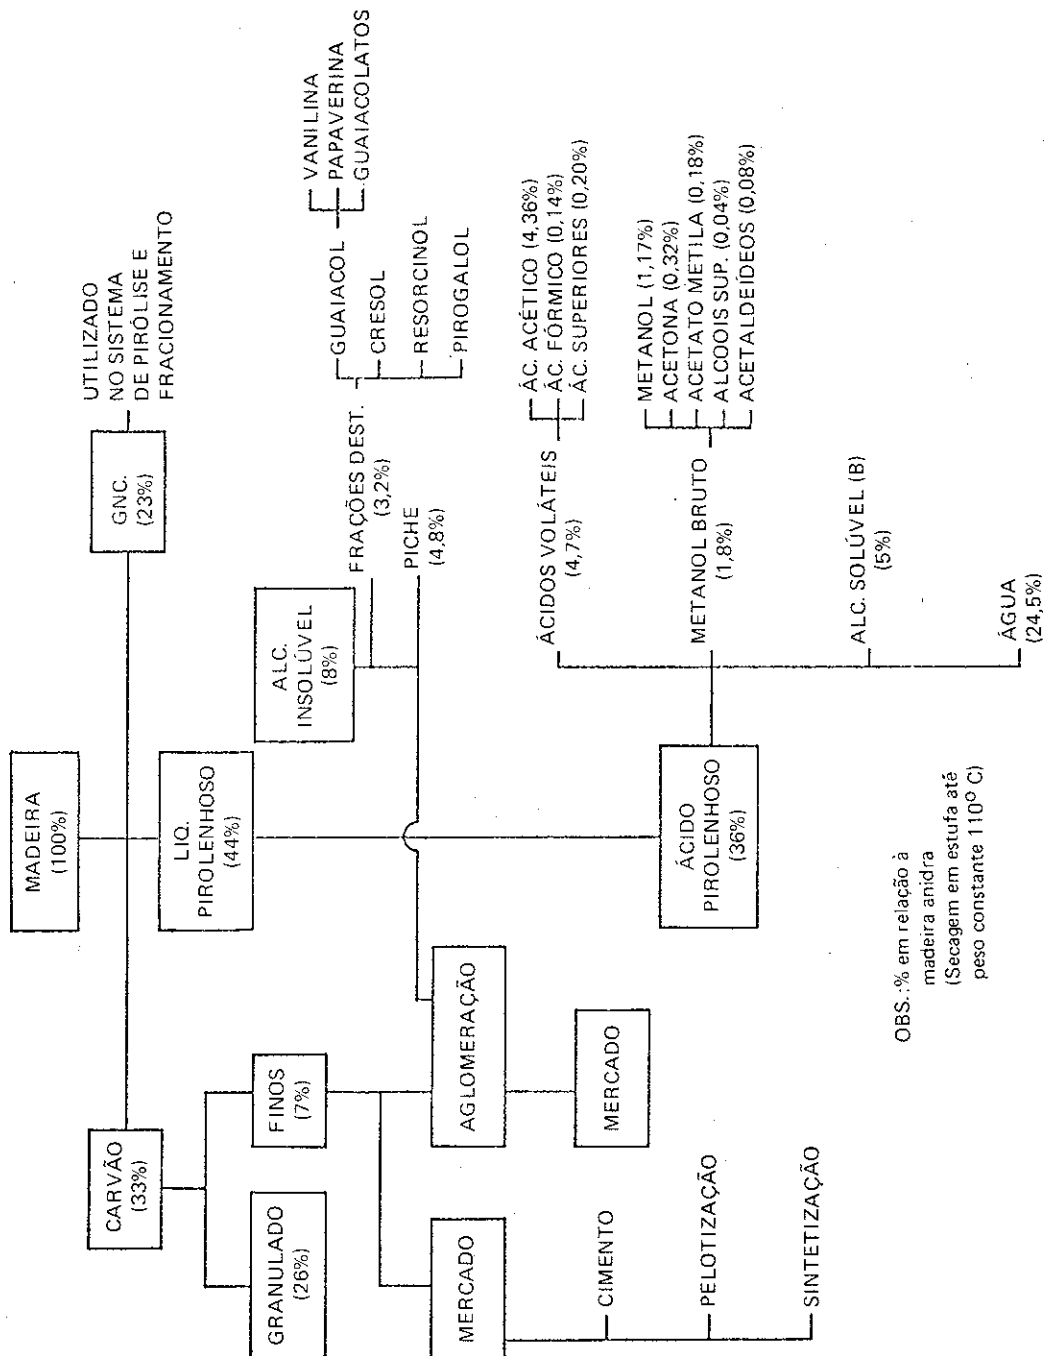 MADEIRA
(100%)
CARVÃO
(33%)
LIQ.
PIROLENHOSO
(44%)
GNC.
(23%)
UTILIZADO
NO SISTEMA
DE PIRÓLISE E
FRACIONAMENTO
GRANULADO
(26%)
FINOS
(7%)
ALC.
INSOLÚVEL
(8%)
FRAÇÕES DEST.
(3,2%)
PICHE
(4,8%)
GUAIACOL
CRESOL
RESORCINOL
PIROGALOL
VANILINA
PAPAVERINA
GUAIACOLATOS
MERCADO
AGLOMERAÇÃO
MERCADO
CIMENTO
PELOTIZAÇÃO
SINTETIZAÇÃO
ÁCIDO
PIROLENHOSO
(36%)
ÁCIDOS VOLÁTEIS
(4,7%)
ÁC. ACÉTICO (4,36%)
ÁC. FÓRMICO (0,14%)
ÁC. SUPERIORES (0,20%)
METANOL BRUTO
(1,8%)
METANOL (1,17%)
ACETONA (0,32%)
ACETATO METILA (0,18%)
ALCOOIS SUP. (0,04%)
ACETALDEÍDEOS (0,08%)
ALC. SOLÚVEL (B)
(5%)
ÁGUA
(24,5%)
OBS.:% em relação à
madeira anidra
(Secagem em estufa até
peso constante 110º C)